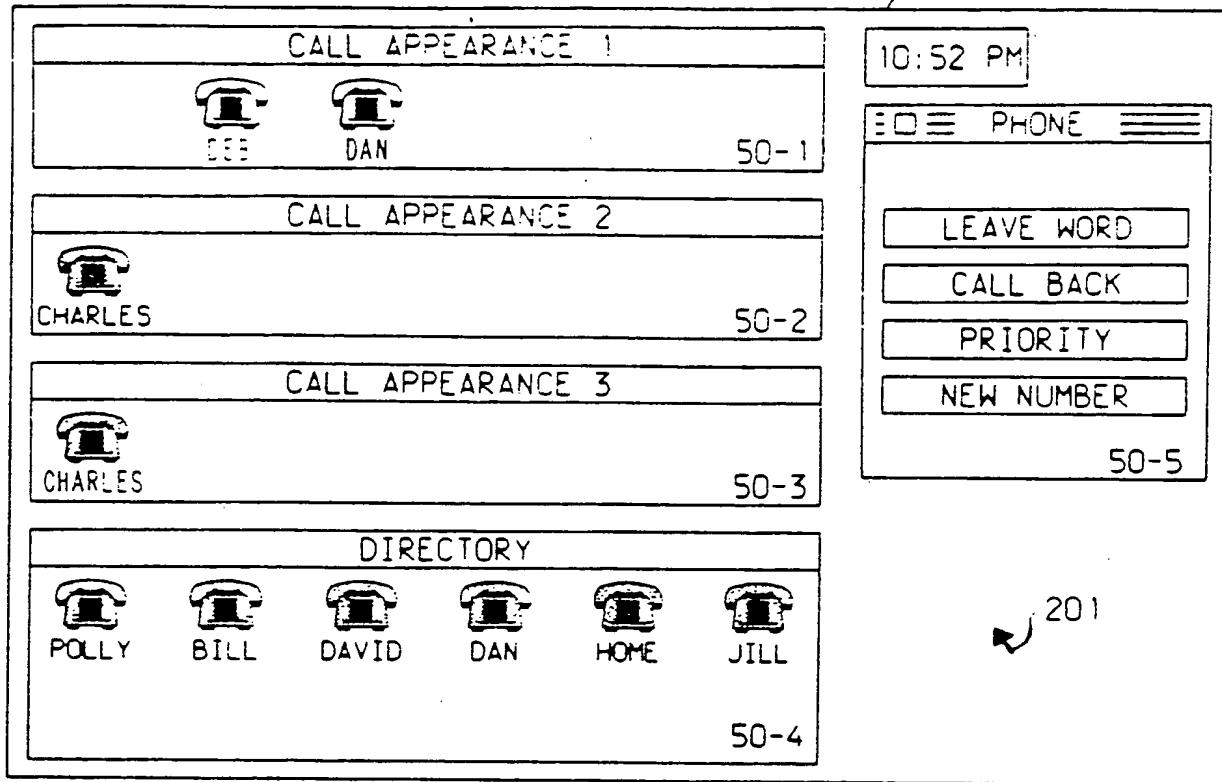 CALL APPEARANCE 1
DEB DAN
50-1
CALL APPEARANCE 2
CHARLES
50-2
CALL APPEARANCE 3
CHARLES
50-3
DIRECTORY
POLLY BILL DAVID DAN HOME JILL
50-4
10:52 PM
PHONE
LEAVE WORD
CALL BACK
PRIORITY
NEW NUMBER
50-5
201